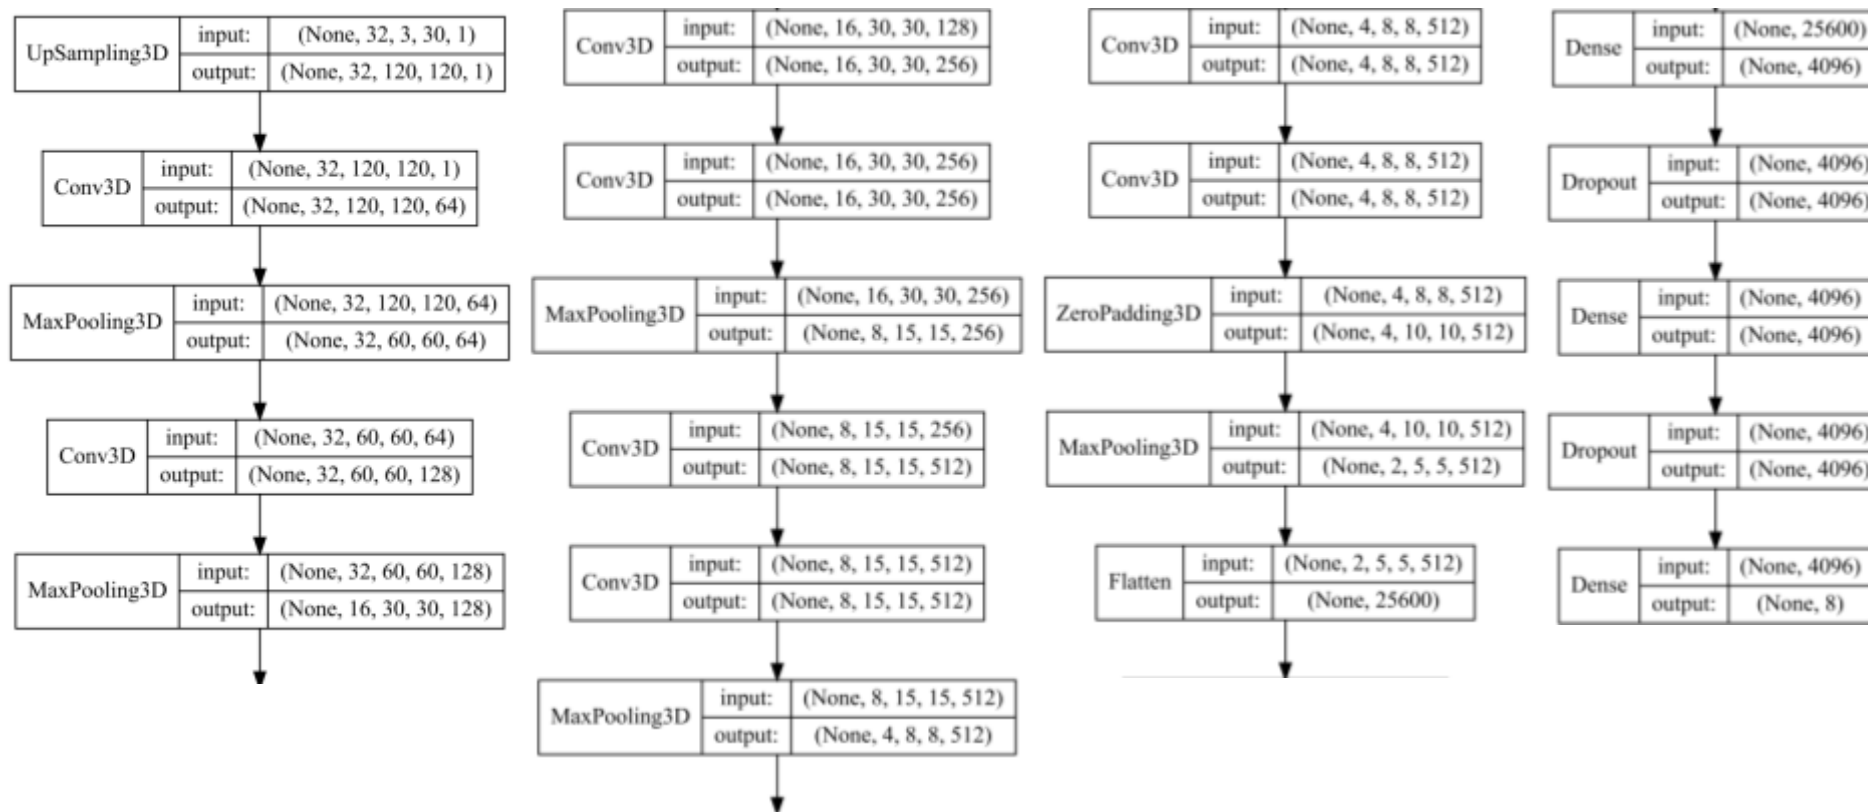 UpSampling3D
input: (None, 32, 3, 30, 1)
output: (None, 32, 120, 120, 1)
Conv3D
input: (None, 32, 120, 120, 1)
output: (None, 32, 120, 120, 64)
MaxPooling3D
input: (None, 32, 120, 120, 64)
output: (None, 32, 60, 60, 64)
Conv3D
input: (None, 32, 60, 60, 64)
output: (None, 32, 60, 60, 128)
MaxPooling3D
input: (None, 32, 60, 60, 128)
output: (None, 16, 30, 30, 128)
Conv3D
input: (None, 16, 30, 30, 128)
output: (None, 16, 30, 30, 256)
Conv3D
input: (None, 16, 30, 30, 256)
output: (None, 16, 30, 30, 256)
MaxPooling3D
input: (None, 16, 30, 30, 256)
output: (None, 8, 15, 15, 256)
Conv3D
input: (None, 8, 15, 15, 256)
output: (None, 8, 15, 15, 512)
Conv3D
input: (None, 8, 15, 15, 512)
output: (None, 8, 15, 15, 512)
MaxPooling3D
input: (None, 8, 15, 15, 512)
output: (None, 4, 8, 8, 512)
Conv3D
input: (None, 4, 8, 8, 512)
output: (None, 4, 8, 8, 512)
Conv3D
input: (None, 4, 8, 8, 512)
output: (None, 4, 8, 8, 512)
ZeroPadding3D
input: (None, 4, 8, 8, 512)
output: (None, 4, 10, 10, 512)
MaxPooling3D
input: (None, 4, 10, 10, 512)
output: (None, 2, 5, 5, 512)
Flatten
input: (None, 2, 5, 5, 512)
output: (None, 25600)
Dense
input: (None, 25600)
output: (None, 4096)
Dropout
input: (None, 4096)
output: (None, 4096)
Dense
input: (None, 4096)
output: (None, 4096)
Dropout
input: (None, 4096)
output: (None, 4096)
Dense
input: (None, 4096)
output: (None, 8)